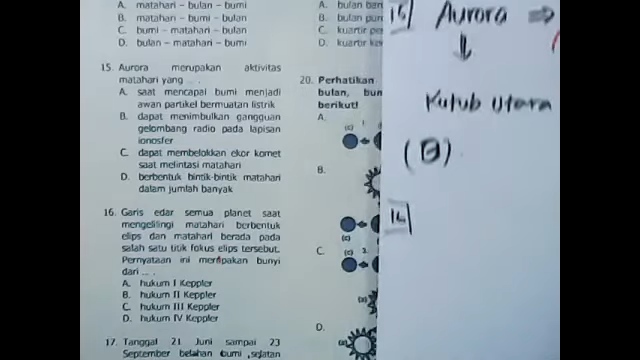 A. matahari - bulan - bumi
B. matahari - bumi - bulan
C. bumi - matahari - bulan
D. bulan - matahari - bumi
15. Aurora merupakan aktivitas
matahari yang ... .
A. saat mencapai bumi menjadi
awan partikel bermuatan listrik
B. dapat menimbulkan gangguan
gelombang radio pada lapisan
ionosfer
C. dapat membelokkan ekor komet
saat melintasi matahari
D. berbentuk bintik-bintik matahari
dalam jumlah banyak
16. Garis edar semua planet saat
mengelilingi matahari berbentuk
elips dan matahari berada pada
salah satu titik fokus elips tersebut.
Pernyataan ini merupakan bunyi
dari ... .
A. hukum I Keppler
B. hukum II Keppler
C. hukum III Keppler
D. hukum IV Keppler
17. Tanggal 21 Juni sampai 23
September belahan bumi selatan
A. bulan
B. bulan
C. kuartir
D. kuartir
20. Perhatikan
bulan,
berikut!
A.
B.
C.
D.
15 Aurora ⇒
↓
Kutub Utara
(B)
16